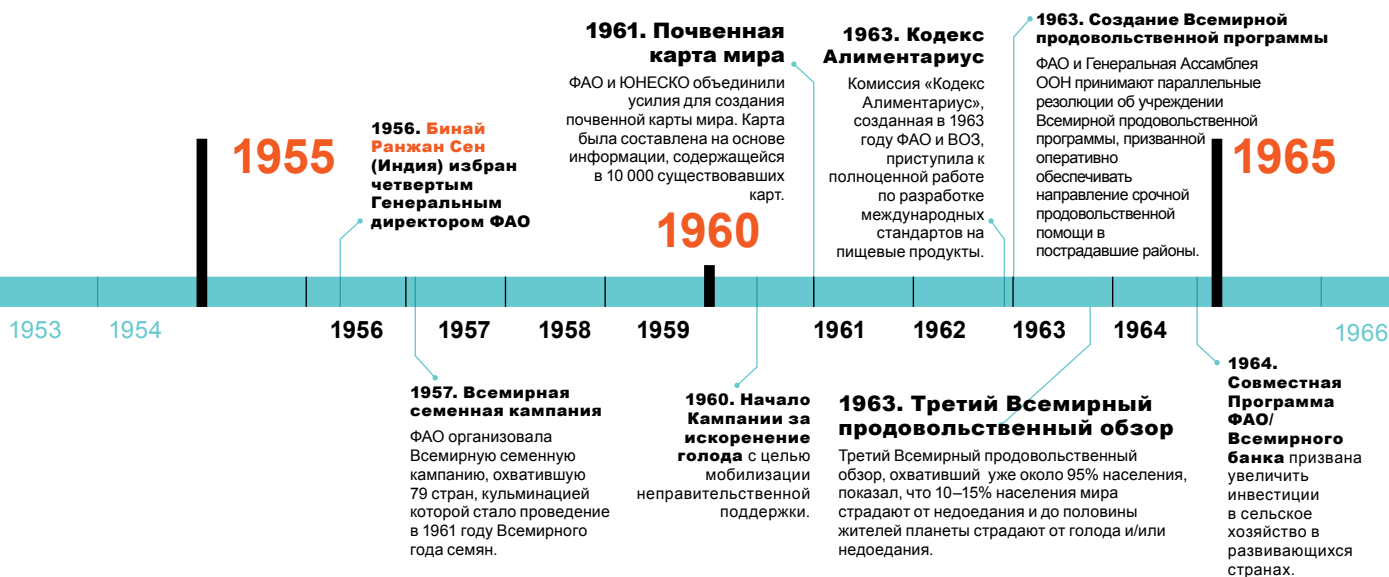 1955
1956. Бинай
Ранжан Сен
(Индия) избран
четвертым
Генеральным
директором ФАО
1961. Почвенная
карта мира
ФАО и ЮНЕСКО объединили
усилия для создания
почвенной карты мира. Карта
была составлена на основе
информации, содержащейся
в 10 000 существовавших
карт.
1960
1963. Кодекс
Алиментариус
Комиссия «Кодекс
Алиментариус»,
созданная в 1963
году ФАО и ВОЗ,
приступила к
полноценной работе
по разработке
международных
стандартов на
пищевые продукты.
1963. Создание Всемирной
продовольственной программы
ФАО и Генеральная Ассамблея
ООН принимают параллельные
резолюции об учреждении
Всемирной продовольственной
программы, призванной
оперативно
обеспечивать
направление срочной
продовольственной
помощи в
пострадавшие районы.
1965
1953 1954 1956 1957 1958 1959 1961 1962 1963 1964 1966
1957. Всемирная
семенная кампания
ФАО организовала
Всемирную семенную
кампанию, охватившую
79 стран, кульминацией
которой стало проведение
в 1961 году Всемирного
года семян.
1960. Начало
Кампании за
искоренение
голода с целью
мобилизации
неправительственной
поддержки.
1963. Третий Всемирный
продовольственный обзор
Третий Всемирный продовольственный
обзор, охвативший уже около 95% населения,
показал, что 10–15% населения мира
страдают от недоедания и до половины
жителей планеты страдают от голода и/или
недоедания.
1964.
Совместная
Программа
ФАО/
Всемирного
банка призвана
увеличить
инвестиции
в сельское
хозяйство в
развивающихся
странах.